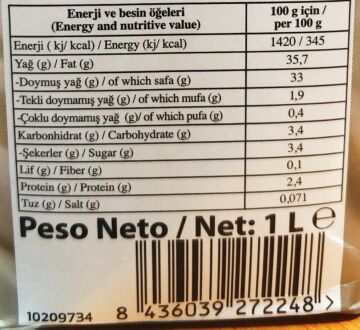 Enerji ve besin öğeleri
(Energy and nutritive value)
100 g için /
per 100 g
Enerji ( kj/ kcal) / Energy (kj/ kcal) 1420 / 345
Yağ (g) / Fat (g) 35,7
-Doymuş yağ (g) / of which safa (g) 33
-Tekli doymamış yağ (g) / of which mufa (g) 1,9
-Çoklu doymamış yağ (g)/ of which pufa (g) 0,4
Karbonhidrat (g) / Carbohydrate (g) 3,4
-Şekerler (g) / Sugar (g) 3,4
Lif (g) / Fiber (g) 0,1
Protein (g) / Protein (g) 2,4
Tuz (g) / Salt (g) 0,071
Peso Neto / Net: 1 L ℮
10209734
8 436039 272248 >